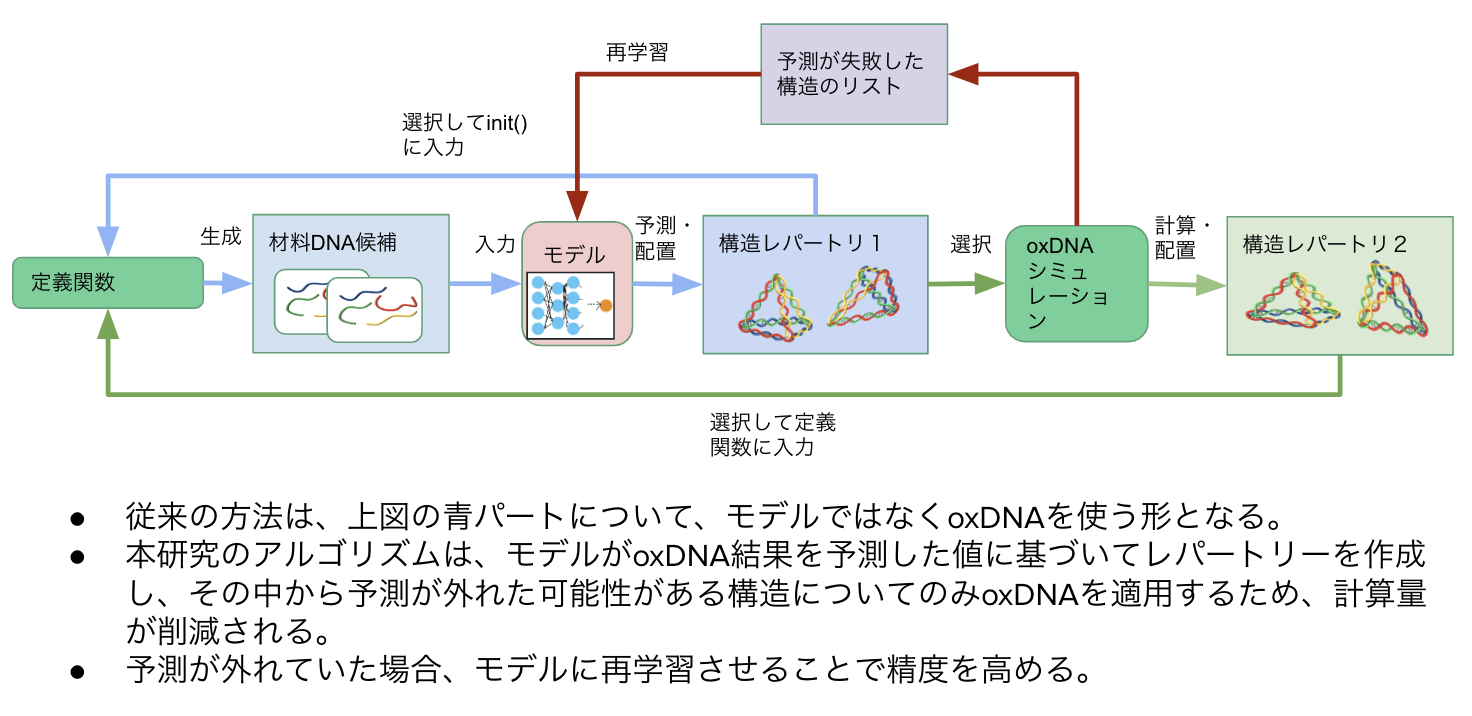 再学習
予測が失敗した
構造のリスト
選択してinit()
に入力
生成
材料DNA候補
入力
モデル
予測・
配置
構造レパートリ１
選択
oxDNA
シミュ
レーショ
ン
計算・
配置
構造レパートリ２
定義関数
選択して定義
関数に入力
● 従来の方法は、上図の青パートについて、モデルではなくoxDNAを使う形となる。
● 本研究のアルゴリズムは、モデルがoxDNA結果を予測した値に基づいてレパートリーを作成
し、その中から予測が外れた可能性がある構造についてのみoxDNAを適用するため、計算量
が削減される。
● 予測が外れていた場合、モデルに再学習させることで精度を高める。